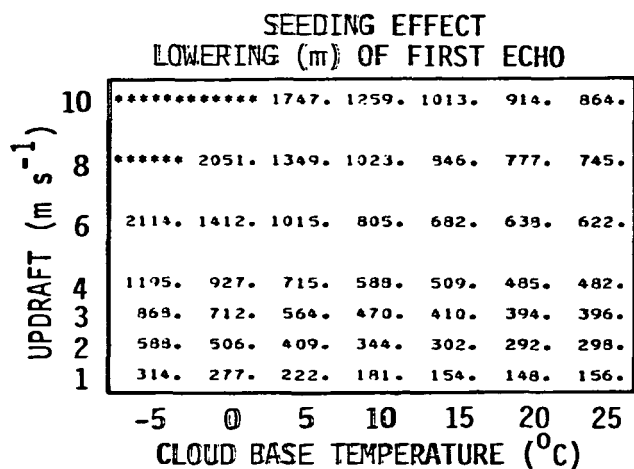 SEEDING EFFECT
LOWERING (m) OF FIRST ECHO
10 ************ 1747. 1259. 1013. 914. 864.
8 ****** 2051. 1349. 1023. 846. 777. 745.
6 2114. 1412. 1015. 805. 682. 638. 622.
4 1195. 927. 715. 588. 509. 485. 482.
3 868. 712. 564. 470. 410. 394. 396.
2 588. 506. 409. 344. 302. 292. 298.
1 314. 277. 222. 181. 154. 148. 156.
-5 0 5 10 15 20 25
CLOUD BASE TEMPERATURE (⁰C)
UPDRAFT (m s⁻¹)